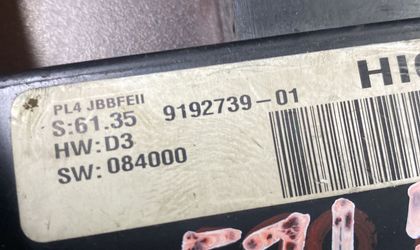 HIG
PL4 JBBFEII
S:61.35 9192739-01
HW:D3
SW:084000